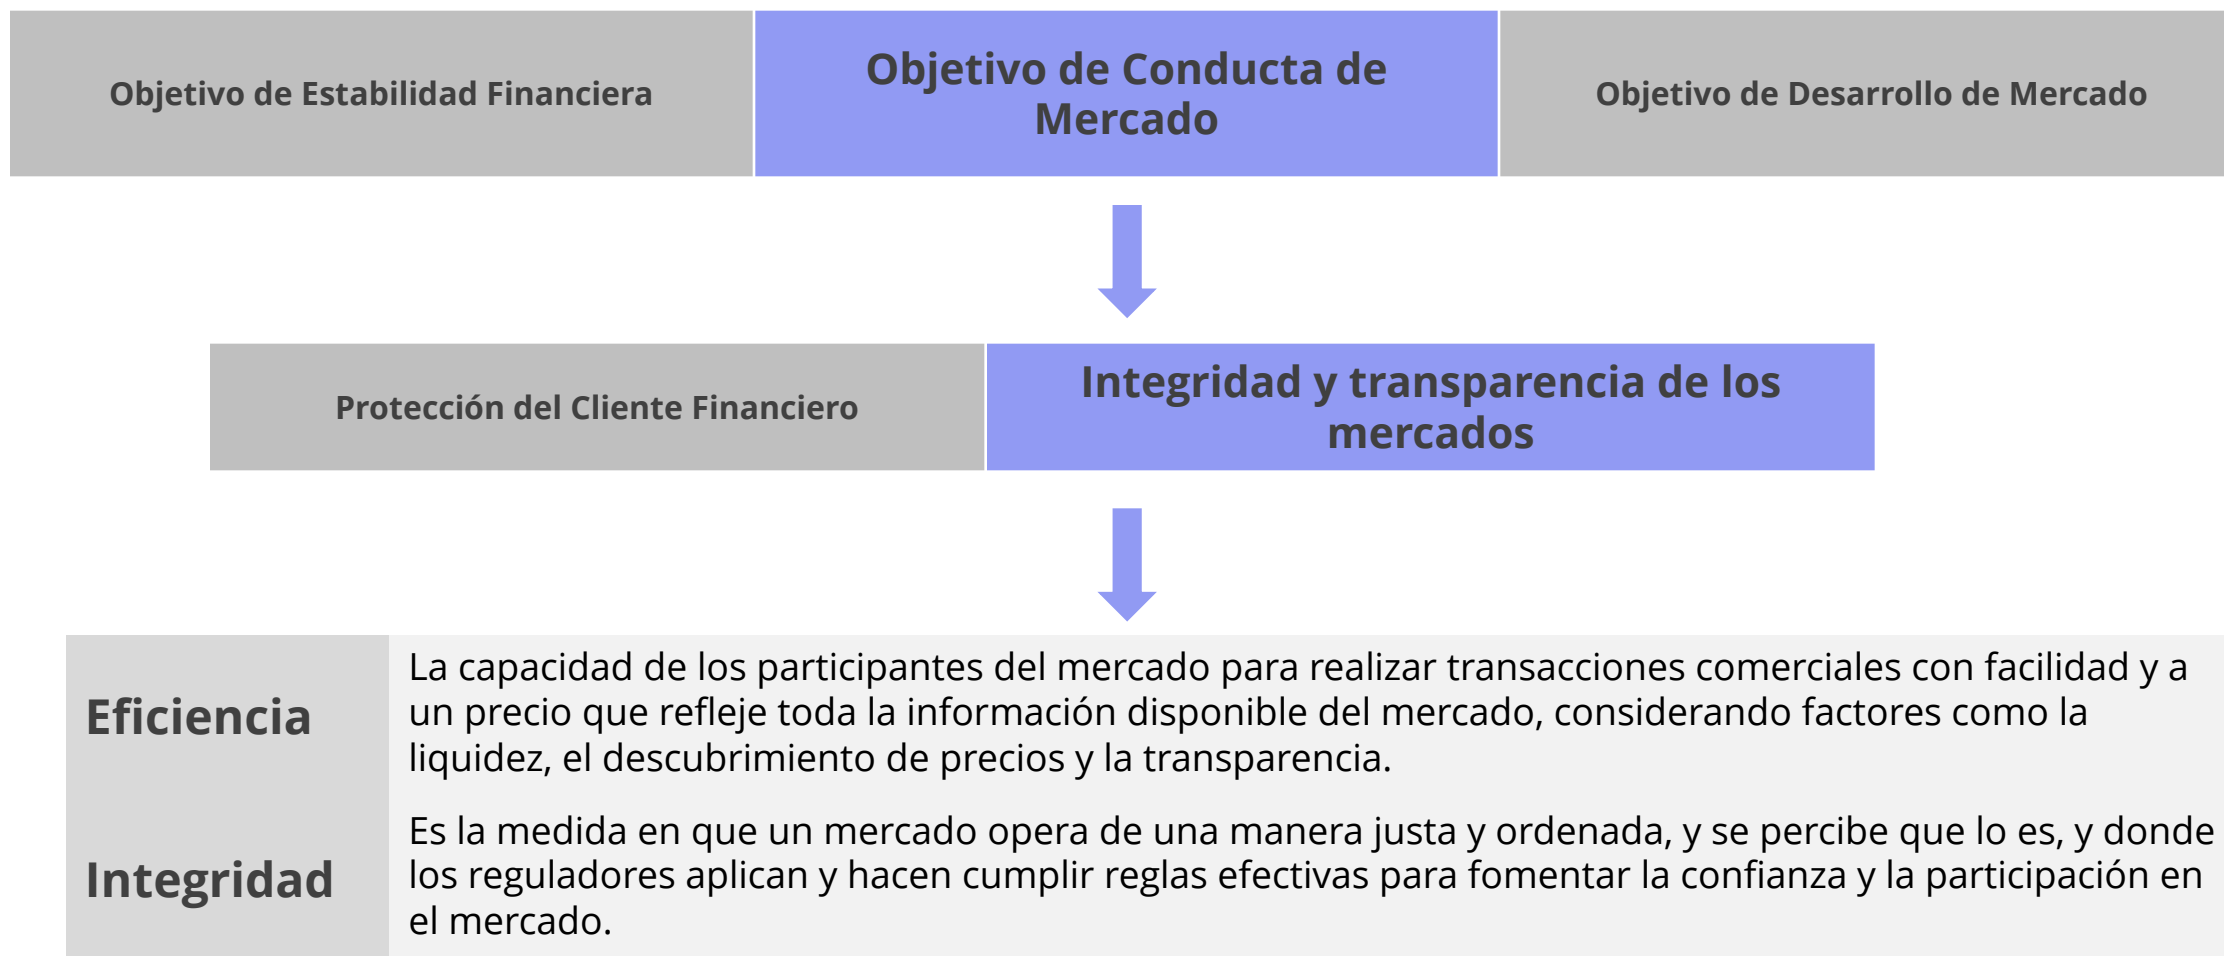 Objetivo de Estabilidad Financiera
Objetivo de Conducta de
Mercado
Objetivo de Desarrollo de Mercado
Protección del Cliente Financiero
Integridad y transparencia de los
mercados
Eficiencia
La capacidad de los participantes del mercado para realizar transacciones comerciales con facilidad y a
un precio que refleje toda la información disponible del mercado, considerando factores como la
liquidez, el descubrimiento de precios y la transparencia.
Integridad
Es la medida en que un mercado opera de una manera justa y ordenada, y se percibe que lo es, y donde
los reguladores aplican y hacen cumplir reglas efectivas para fomentar la confianza y la participación en
el mercado.